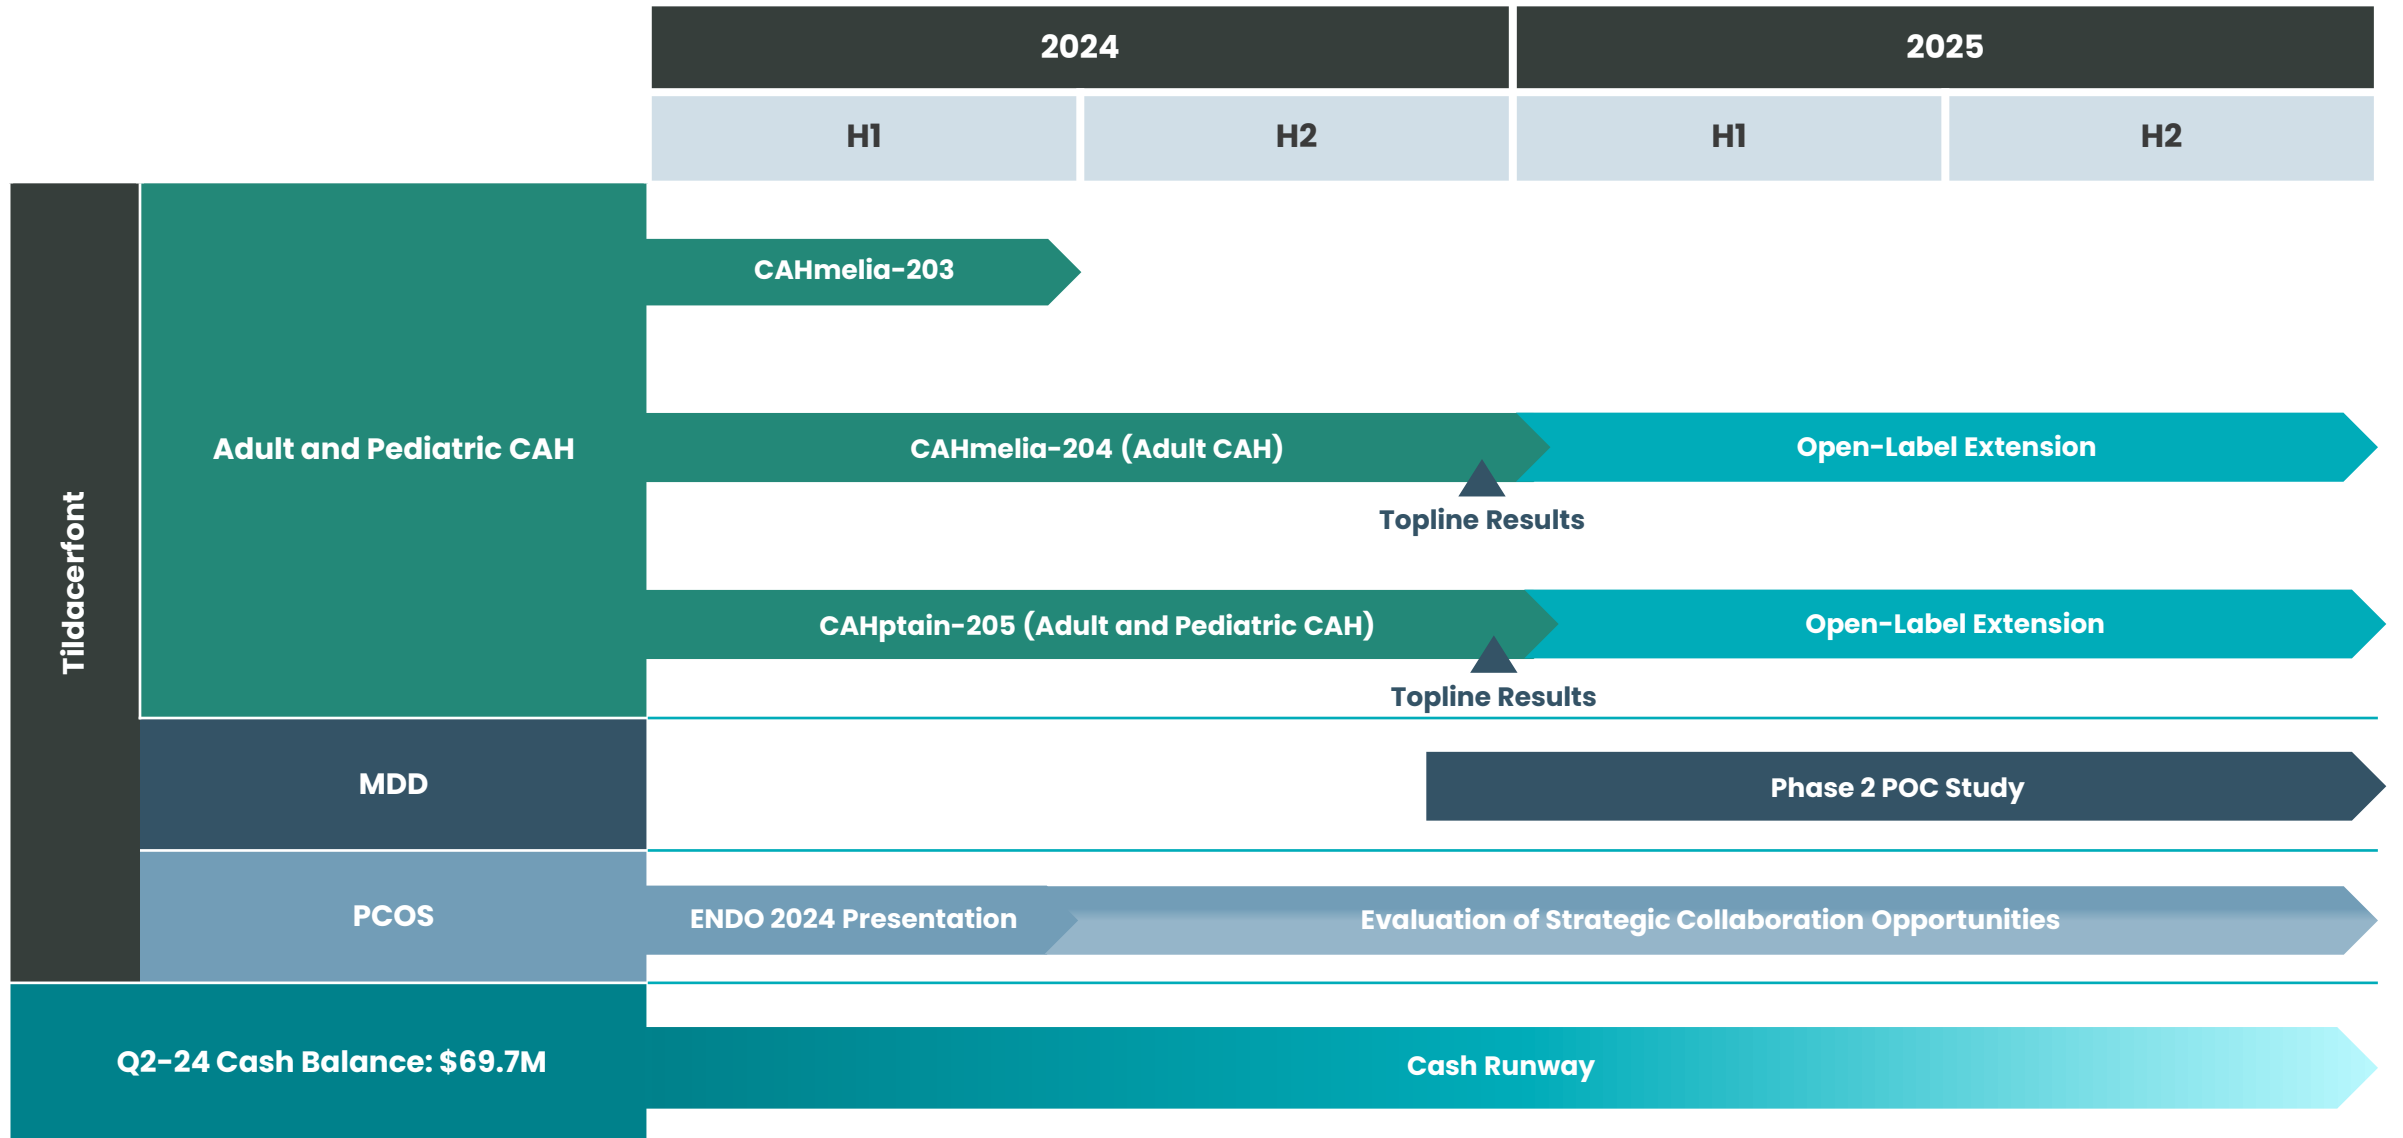 2024
2025
H1
H2
H1
H2
Tildacerfont
Adult and Pediatric CAH
CAHmelia-203
CAHmelia-204 (Adult CAH)
Open-Label Extension
Topline Results
CAHptain-205 (Adult and Pediatric CAH)
Open-Label Extension
Topline Results
MDD
Phase 2 POC Study
PCOS
ENDO 2024 Presentation
Evaluation of Strategic Collaboration Opportunities
Q2-24 Cash Balance: $69.7M
Cash Runway